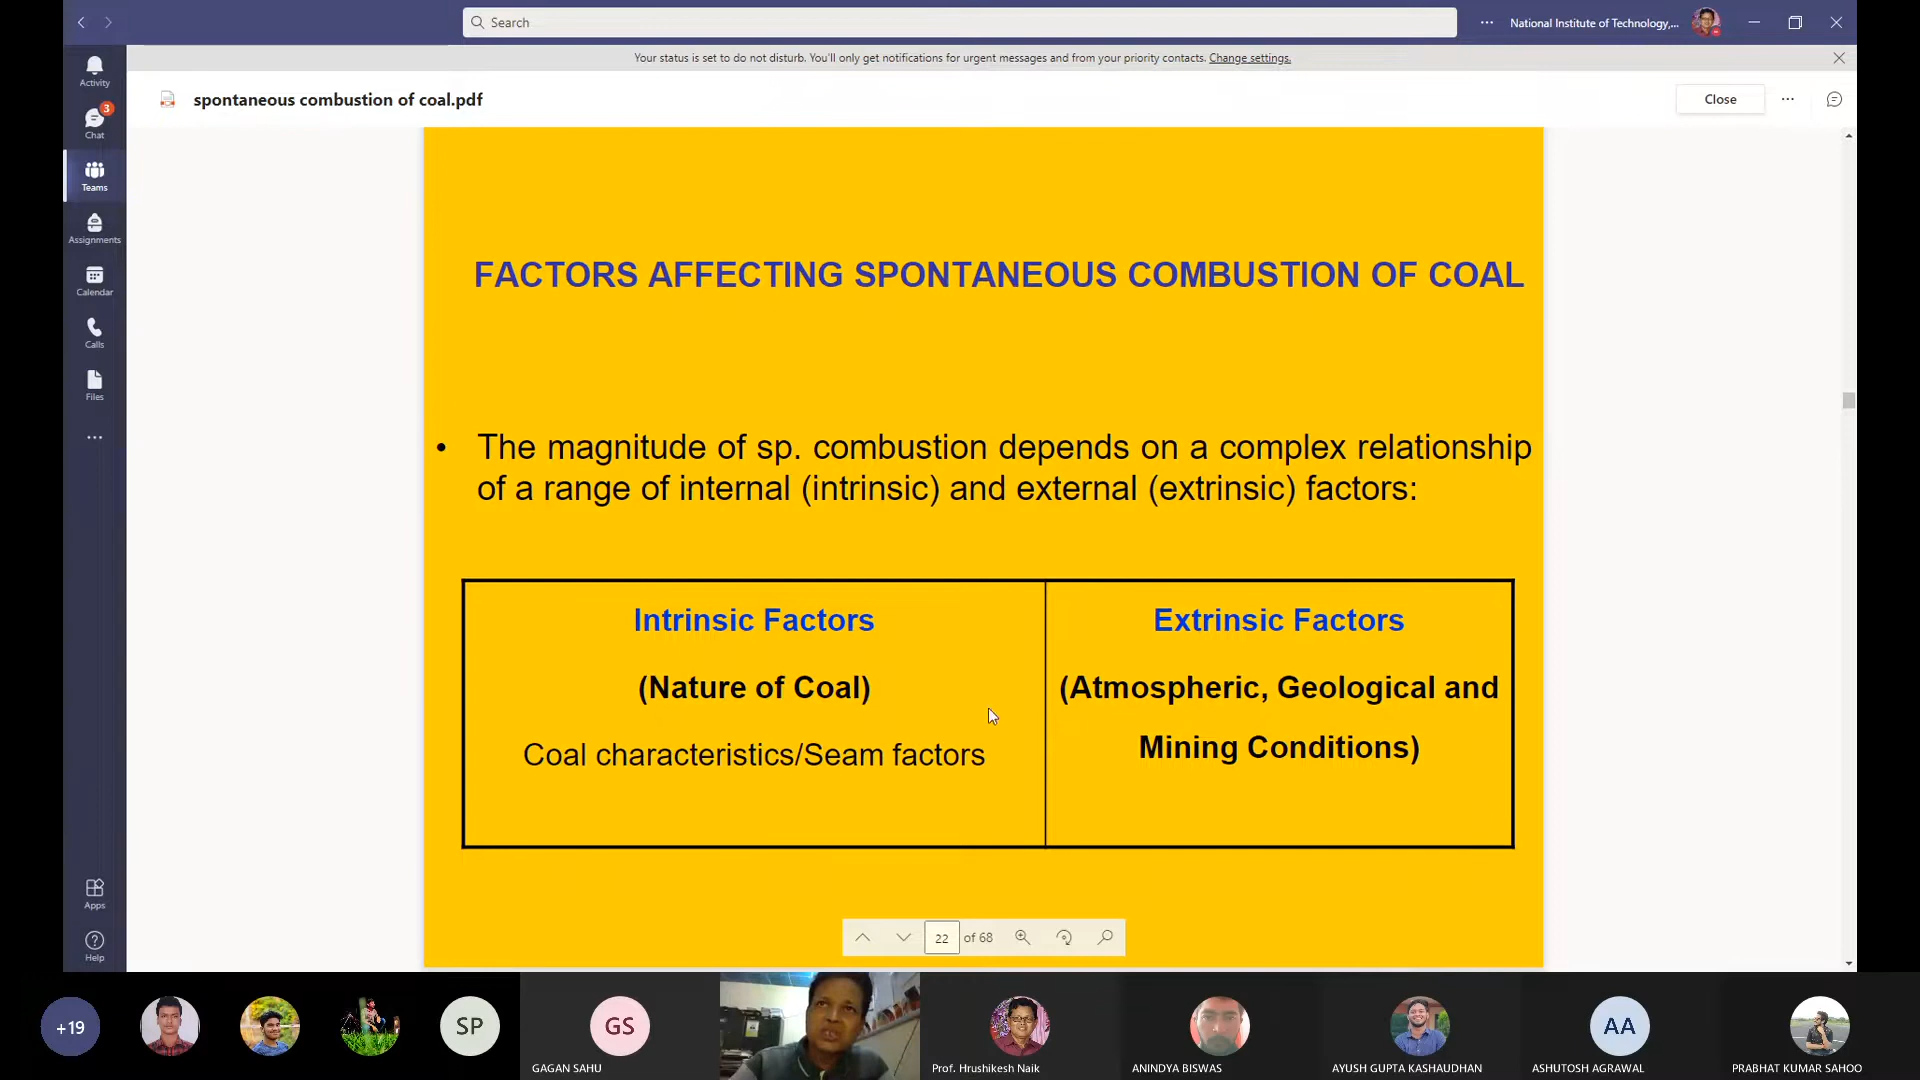 Search
National Institute of Technology,...
Your status is set to do not disturb. You'll only get notifications for urgent messages and from your priority contacts. Change settings.
Activity
3
Chat
Teams
Assignments
Calendar
Calls
Files
Apps
Help
spontaneous combustion of coal.pdf
Close
FACTORS AFFECTING SPONTANEOUS COMBUSTION OF COAL
• The magnitude of sp. combustion depends on a complex relationship
of a range of internal (intrinsic) and external (extrinsic) factors:
Intrinsic Factors
(Nature of Coal)
Coal characteristics/Seam factors
Extrinsic Factors
(Atmospheric, Geological and
Mining Conditions)
22 of 68
+19
SP
GS
GAGAN SAHU
Prof. Hrushikesh Naik
ANINDYA BISWAS
AYUSH GUPTA KASHAUDHAN
AA
ASHUTOSH AGRAWAL
PRABHAT KUMAR SAHOO